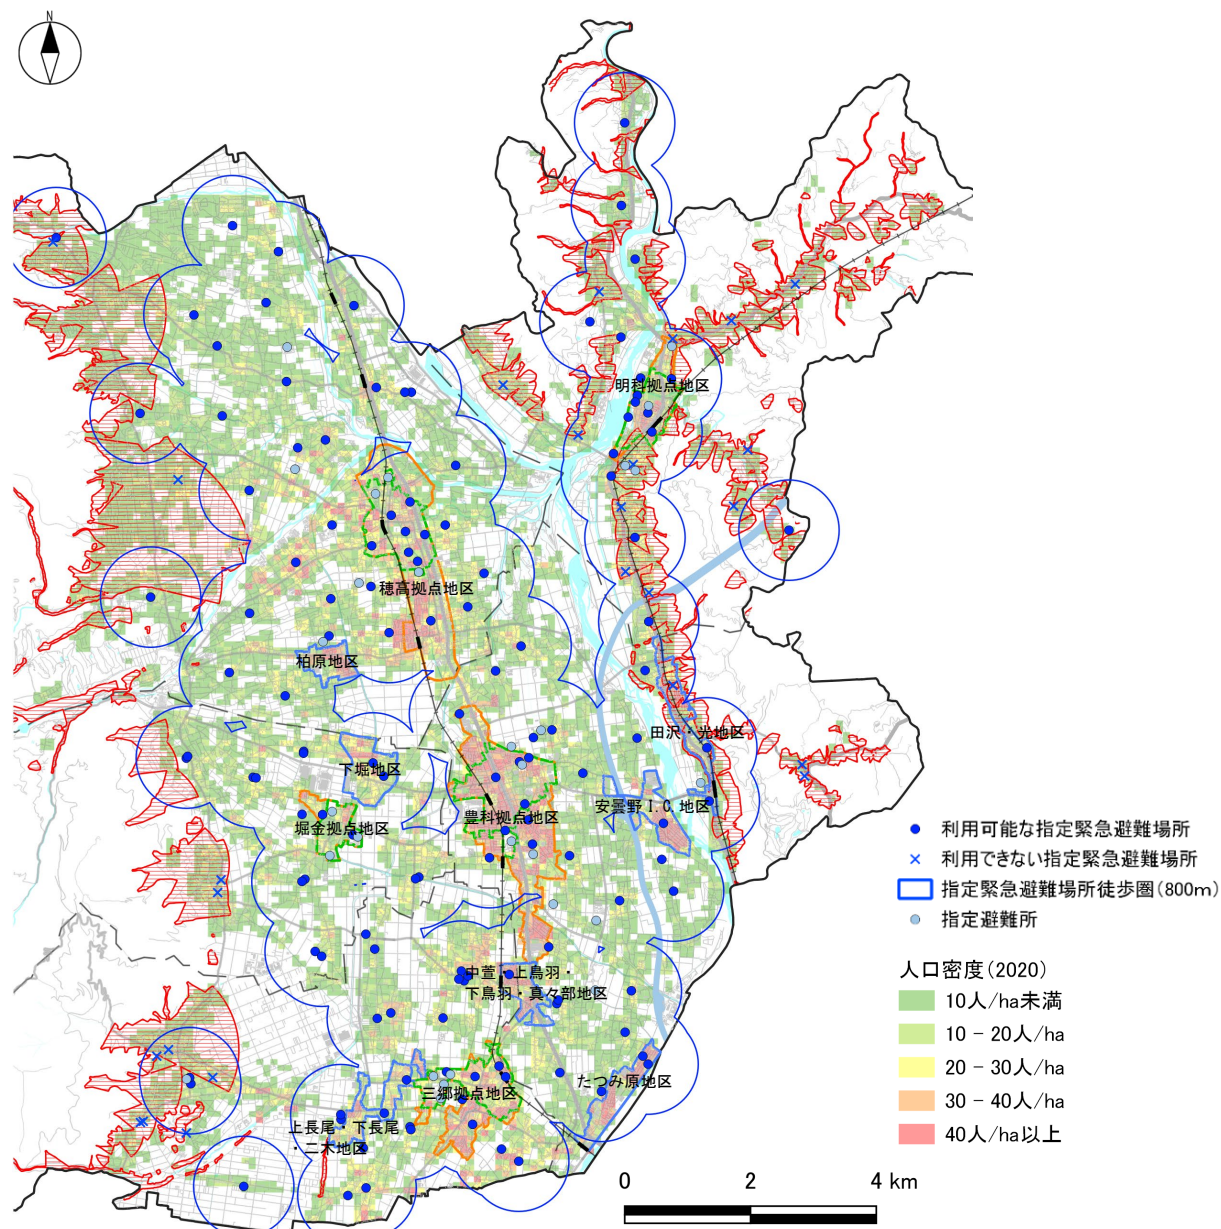 N
明科拠点地区
穂高拠点地区
柏原地区
田沢・光地区
下堀地区
安曇野I.C地区
豊科拠点地区
堀金拠点地区
中萱・上鳥羽・
下鳥羽・真々部地区
たつみ原地区
三郷拠点地区
上長尾・下長尾
・二木地区
利用可能な指定緊急避難場所
利用できない指定緊急避難場所
指定緊急避難場所徒歩圏(800m)
指定避難所
人口密度(2020)
10人/ha未満
10 - 20人/ha
20 - 30人/ha
30 - 40人/ha
40人/ha以上
0 2 4 km